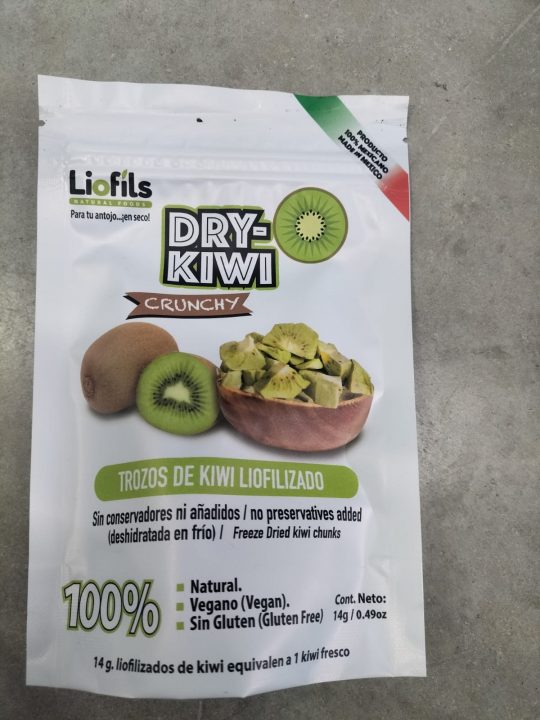 PRODUCTO
100% MEXICANO
MADE IN MEXICO
Liofils
NATURAL FOODS
Para tu antojo...¡en seco!
DRY-
KIWI
CRUNCHY
TROZOS DE KIWI LIOFILIZADO
Sin conservadores ni añadidos / no preservatives added
(deshidratada en frío) / Freeze Dried kiwi chunks
100%
Natural.
Vegano (Vegan).
Sin Gluten (Gluten Free)
Cont. Neto:
14g / 0.49oz
14 g. liofilizados de kiwi equivalen a 1 kiwi fresco